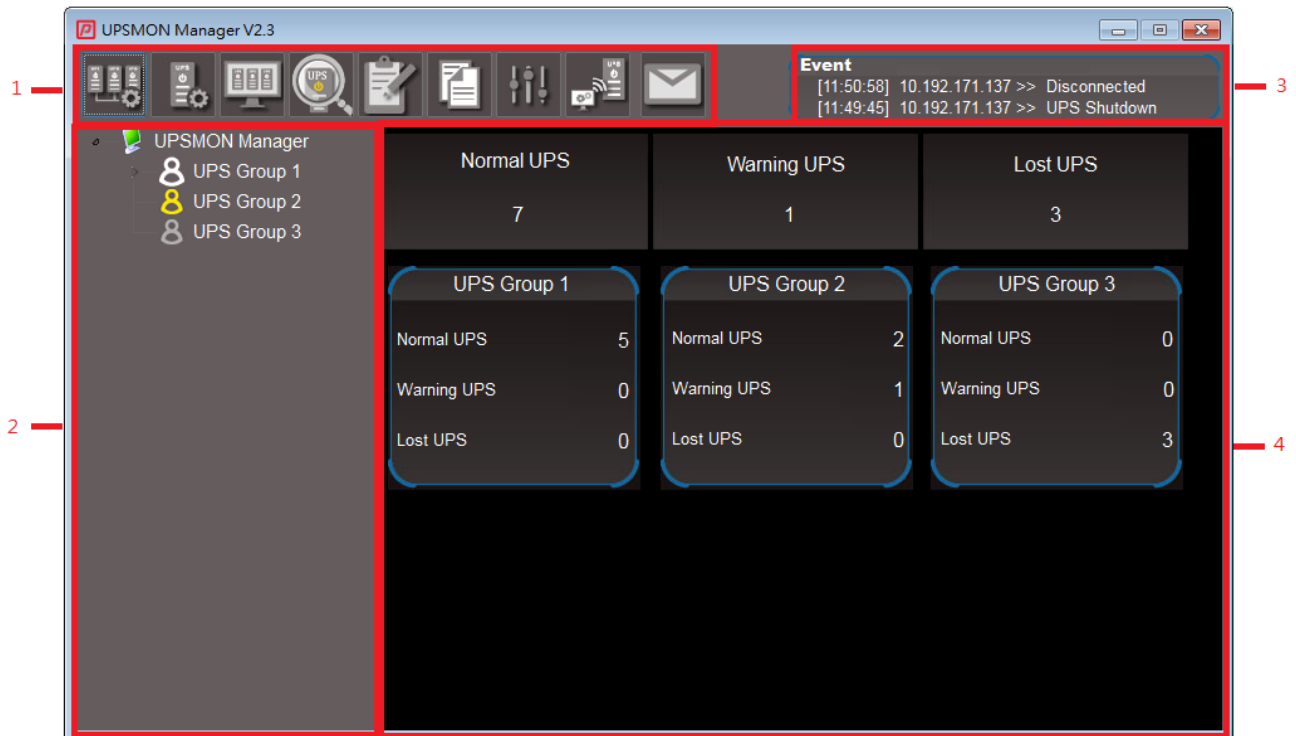 UPSMON Manager V2.3
1
UPS
UPS
UPS
Event
[11:50:58] 10.192.171.137 >> Disconnected
[11:49:45] 10.192.171.137 >> UPS Shutdown
3
UPSMON Manager
UPS Group 1
UPS Group 2
UPS Group 3
2
Normal UPS
7
Warning UPS
1
Lost UPS
3
UPS Group 1
Normal UPS 5
Warning UPS 0
Lost UPS 0
UPS Group 2
Normal UPS 2
Warning UPS 1
Lost UPS 0
UPS Group 3
Normal UPS 0
Warning UPS 0
Lost UPS 3
4